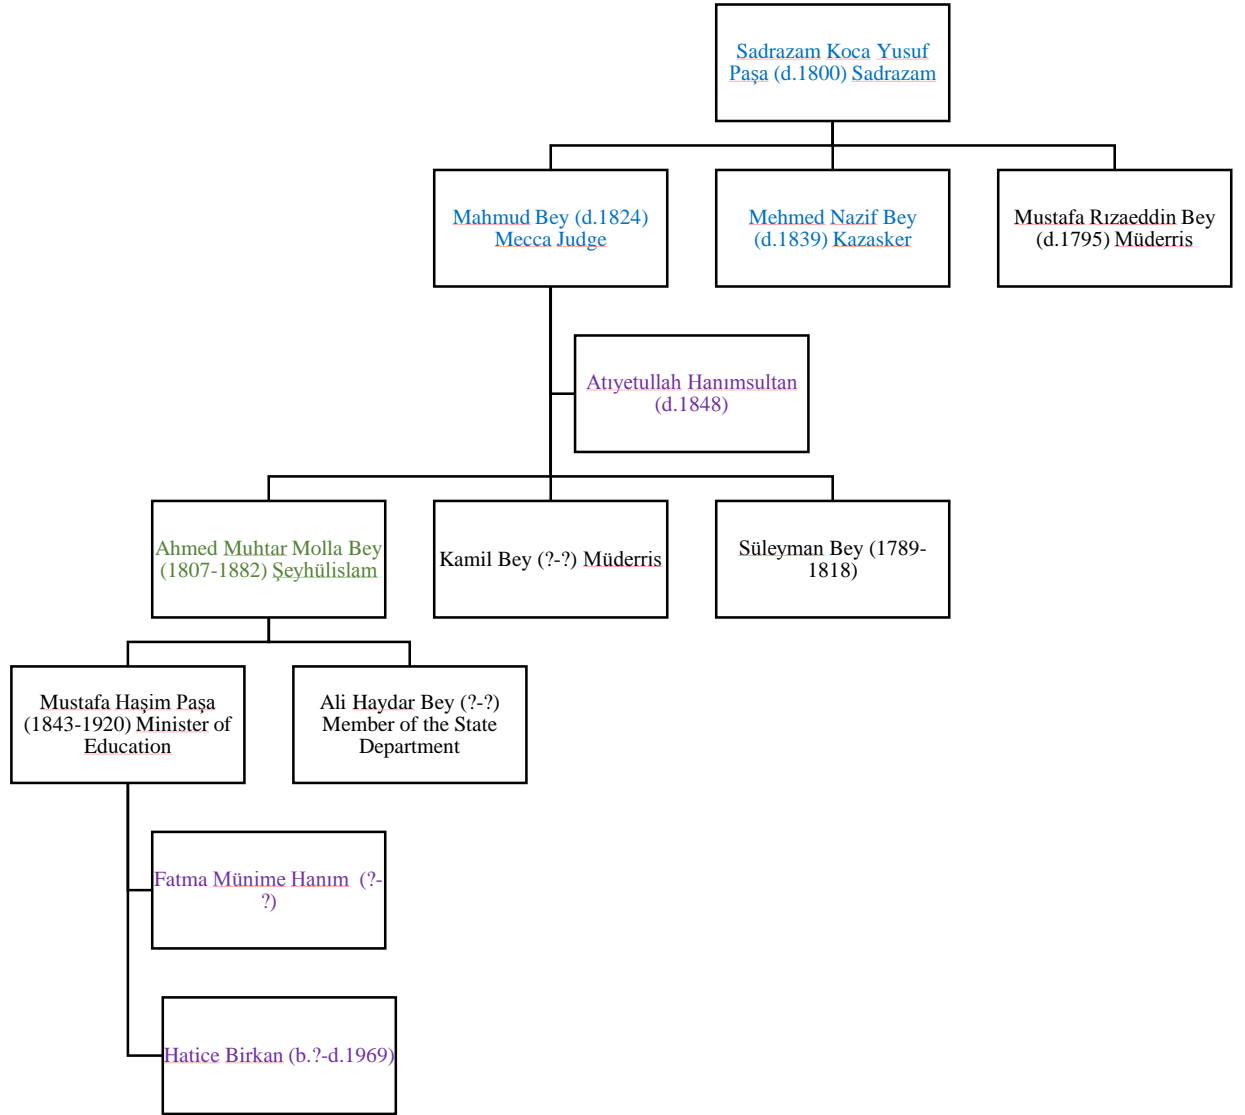 Sadrazam Koca Yusuf
Paşa (d.1800) Sadrazam
Mahmud Bey (d.1824)
Mecca Judge
Mehmed Nazif Bey
(d.1839) Kazasker
Mustafa Rızaeddin Bey
(d.1795) Müderris
Atıyetullah Hanımsultan
(d.1848)
Ahmed Muhtar Molla Bey
(1807-1882) Şeyhülislam
Kamil Bey (?-?) Müderris
Süleyman Bey (1789-
1818)
Mustafa Haşim Paşa
(1843-1920) Minister of
Education
Ali Haydar Bey (?-?)
Member of the State
Department
Fatma Münime Hanım  (?-
?)
Hatice Birkan (b.?-d.1969)